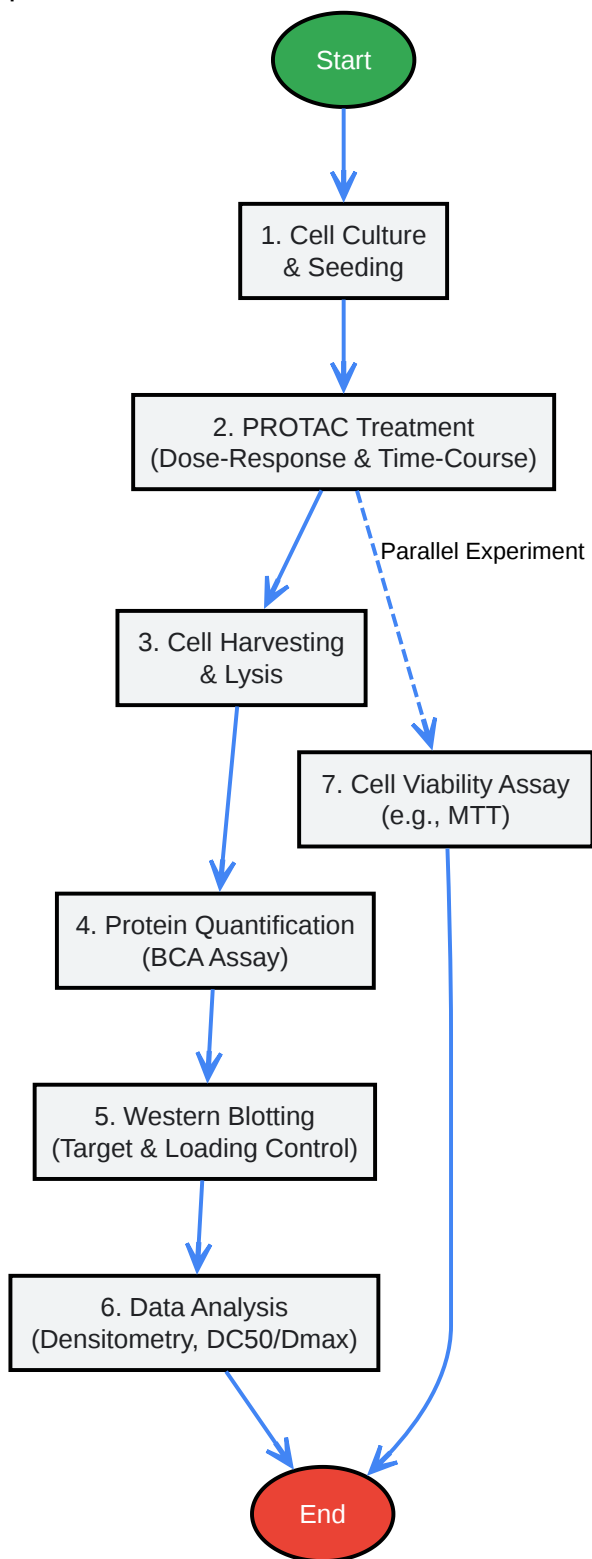 Start
1. Cell Culture
& Seeding
2. PROTAC Treatment
(Dose-Response & Time-Course)
Parallel Experiment
3. Cell Harvesting
& Lysis
7. Cell Viability Assay
(e.g., MTT)
4. Protein Quantification
(BCA Assay)
5. Western Blotting
(Target & Loading Control)
6. Data Analysis
(Densitometry, DC50/Dmax)
End